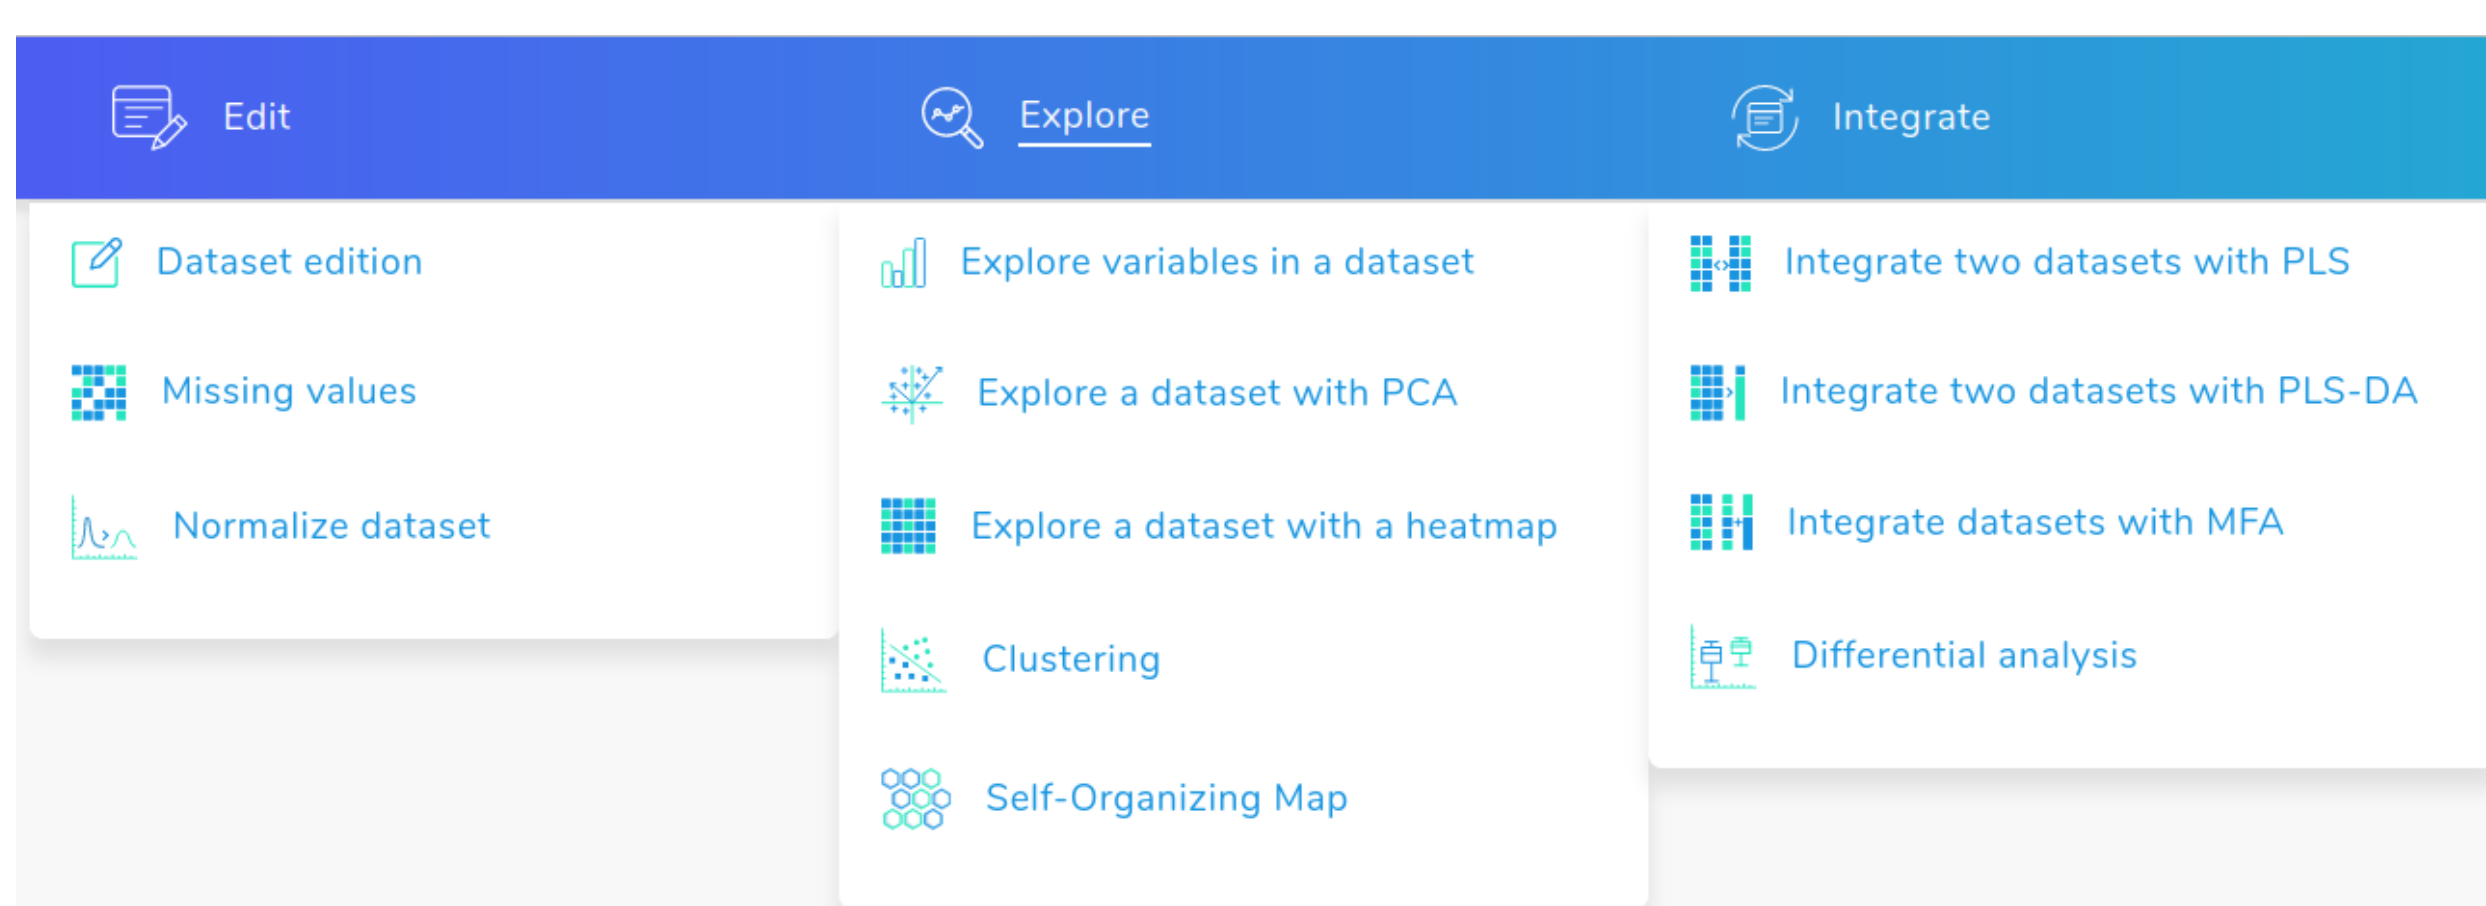 Edit
Explore
Integrate
Dataset edition
Missing values
Normalize dataset
Explore variables in a dataset
Explore a dataset with PCA
Explore a dataset with a heatmap
Clustering
Self-Organizing Map
Integrate two datasets with PLS
Integrate two datasets with PLS-DA
Integrate datasets with MFA
Differential analysis